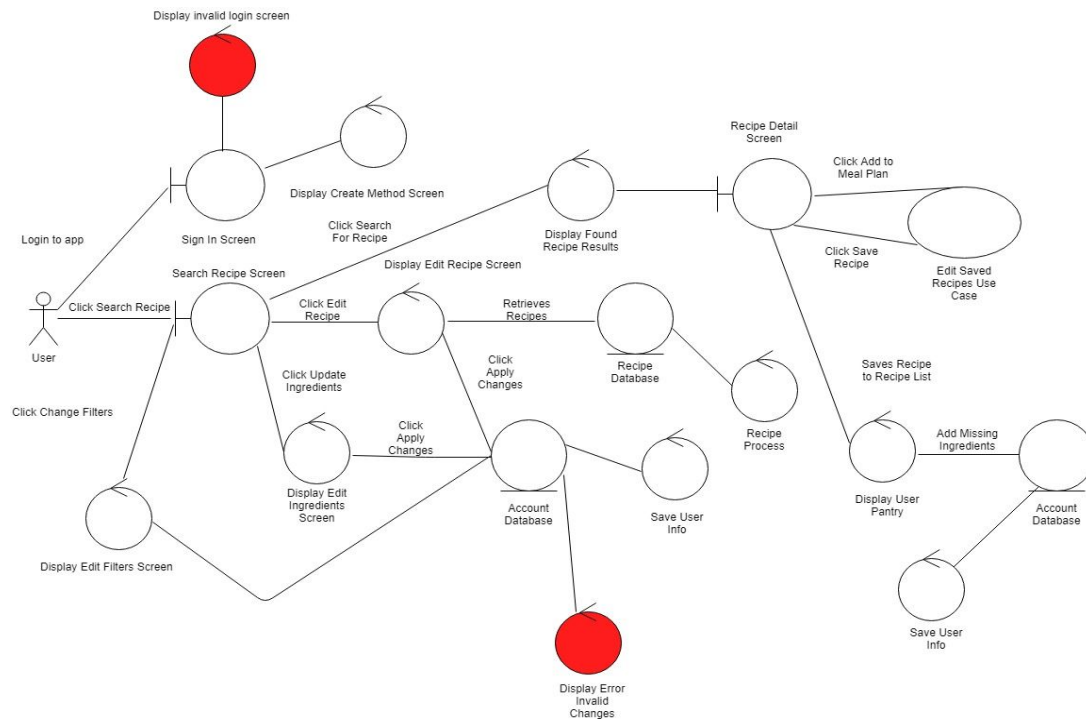 Display invalid login screen
Display Create Method Screen
Login to app
Sign In Screen
Click Search
For Recipe
Display Found
Recipe Results
Recipe Detail
Screen
Click Add to
Meal Plan
Click Save
Recipe
Edit Saved
Recipes Use
Case
User
Click Search Recipe
Search Recipe Screen
Display Edit Recipe Screen
Click Edit
Recipe
Retrieves
Recipes
Recipe
Database
Recipe
Process
Click Update
Ingredients
Click
Apply
Changes
Click Change Filters
Click
Apply
Changes
Display Edit
Ingredients
Screen
Display Edit Filters Screen
Account
Database
Save User
Info
Display Error
Invalid
Changes
Saves Recipe
to Recipe List
Display User
Pantry
Add Missing
Ingredients
Account
Database
Save User
Info